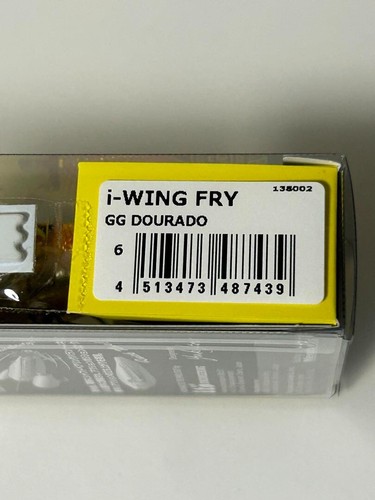 138002
i-WING FRY
GG DOURADO
6
4 513473 487439